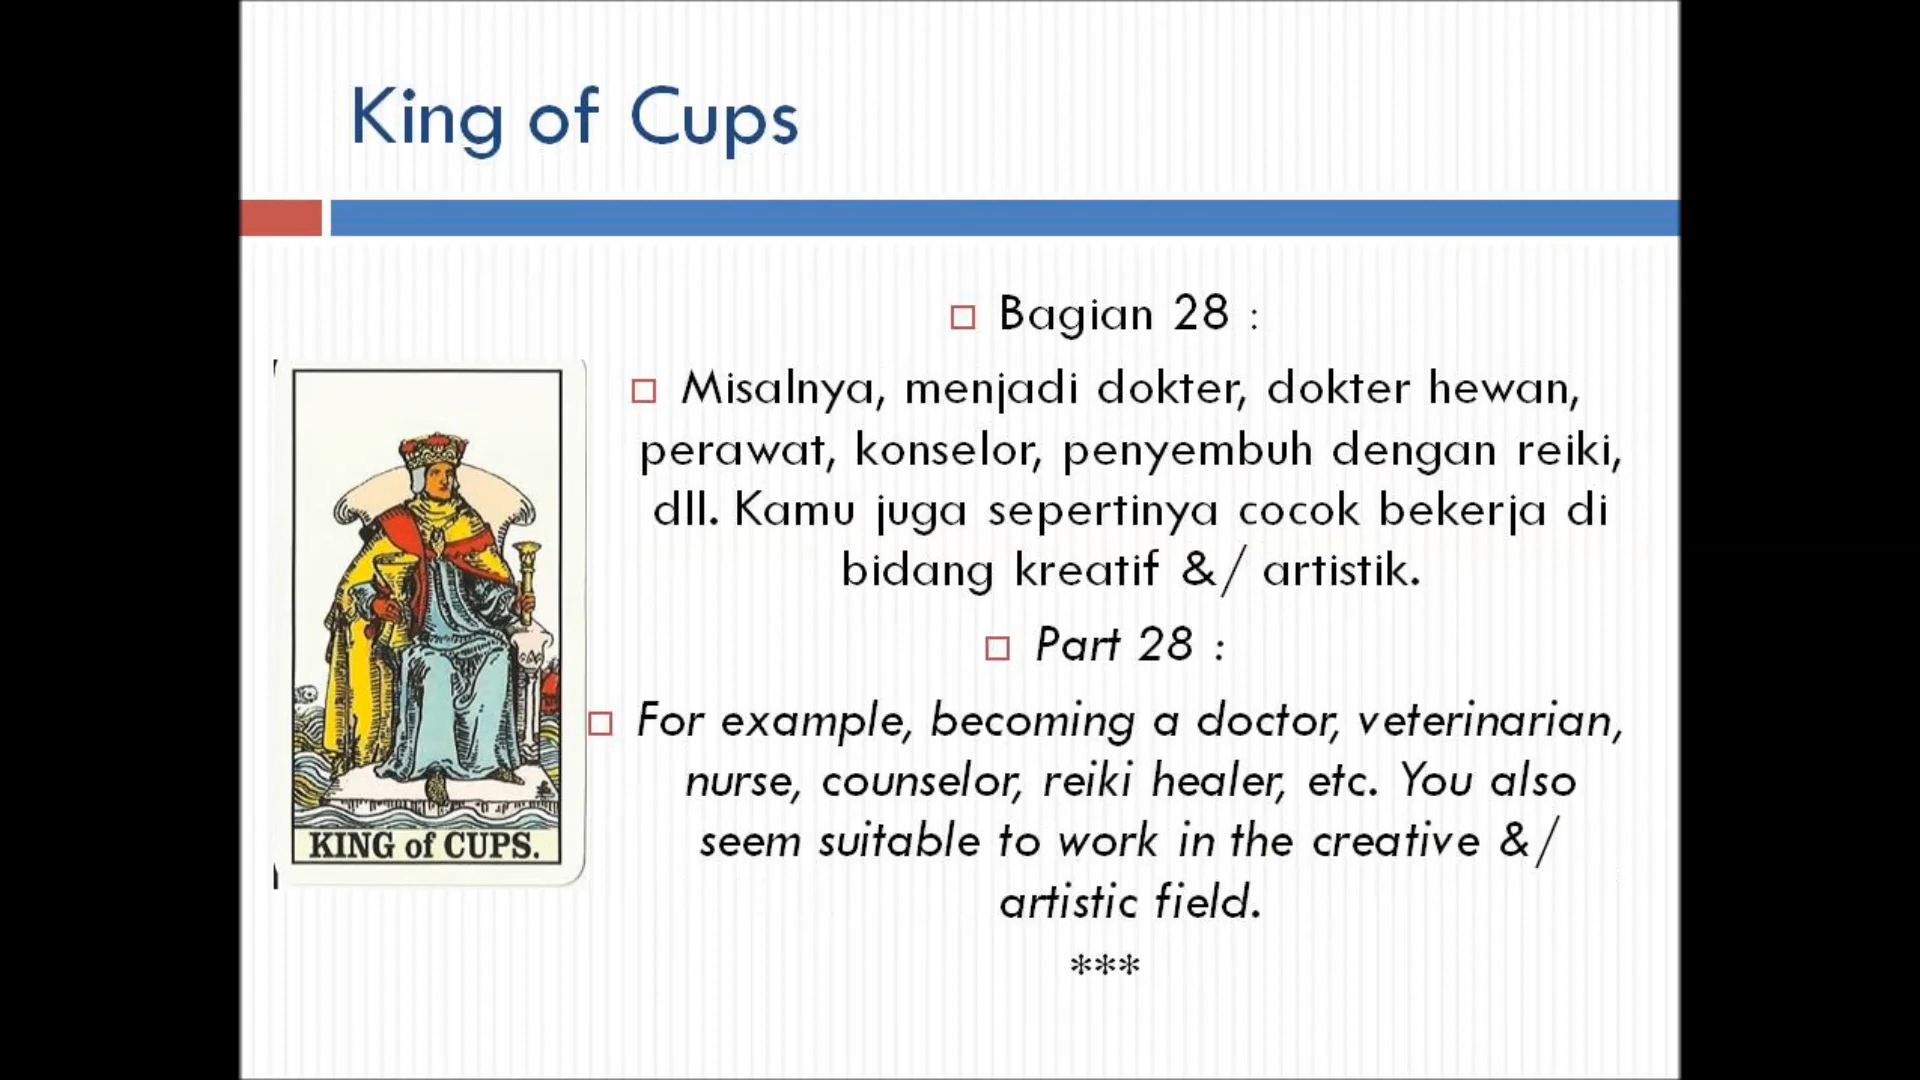 King of Cups
Bagian 28 :
Misalnya, menjadi dokter, dokter hewan,
perawat, konselor, penyembuh dengan reiki,
dll. Kamu juga sepertinya cocok bekerja di
bidang kreatif &/ artistik.
Part 28 :
For example, becoming a doctor, veterinarian,
nurse, counselor, reiki healer, etc. You also
seem suitable to work in the creative &/
artistic field.
***
KING of CUPS.